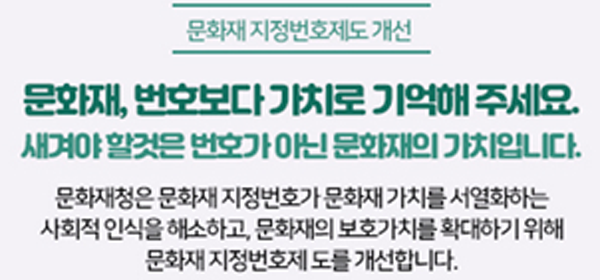 문화재 지정번호제도 개선
문화재, 번호보다 가치로 기억해 주세요.
새겨야 할것은 번호가 아닌 문화재의 가치입니다.
문화재청은 문화재 지정번호가 문화재 가치를 서열화하는
사회적 인식을 해소하고, 문화재의 보호가치를 확대하기 위해
문화재 지정번호제 도를 개선합니다.